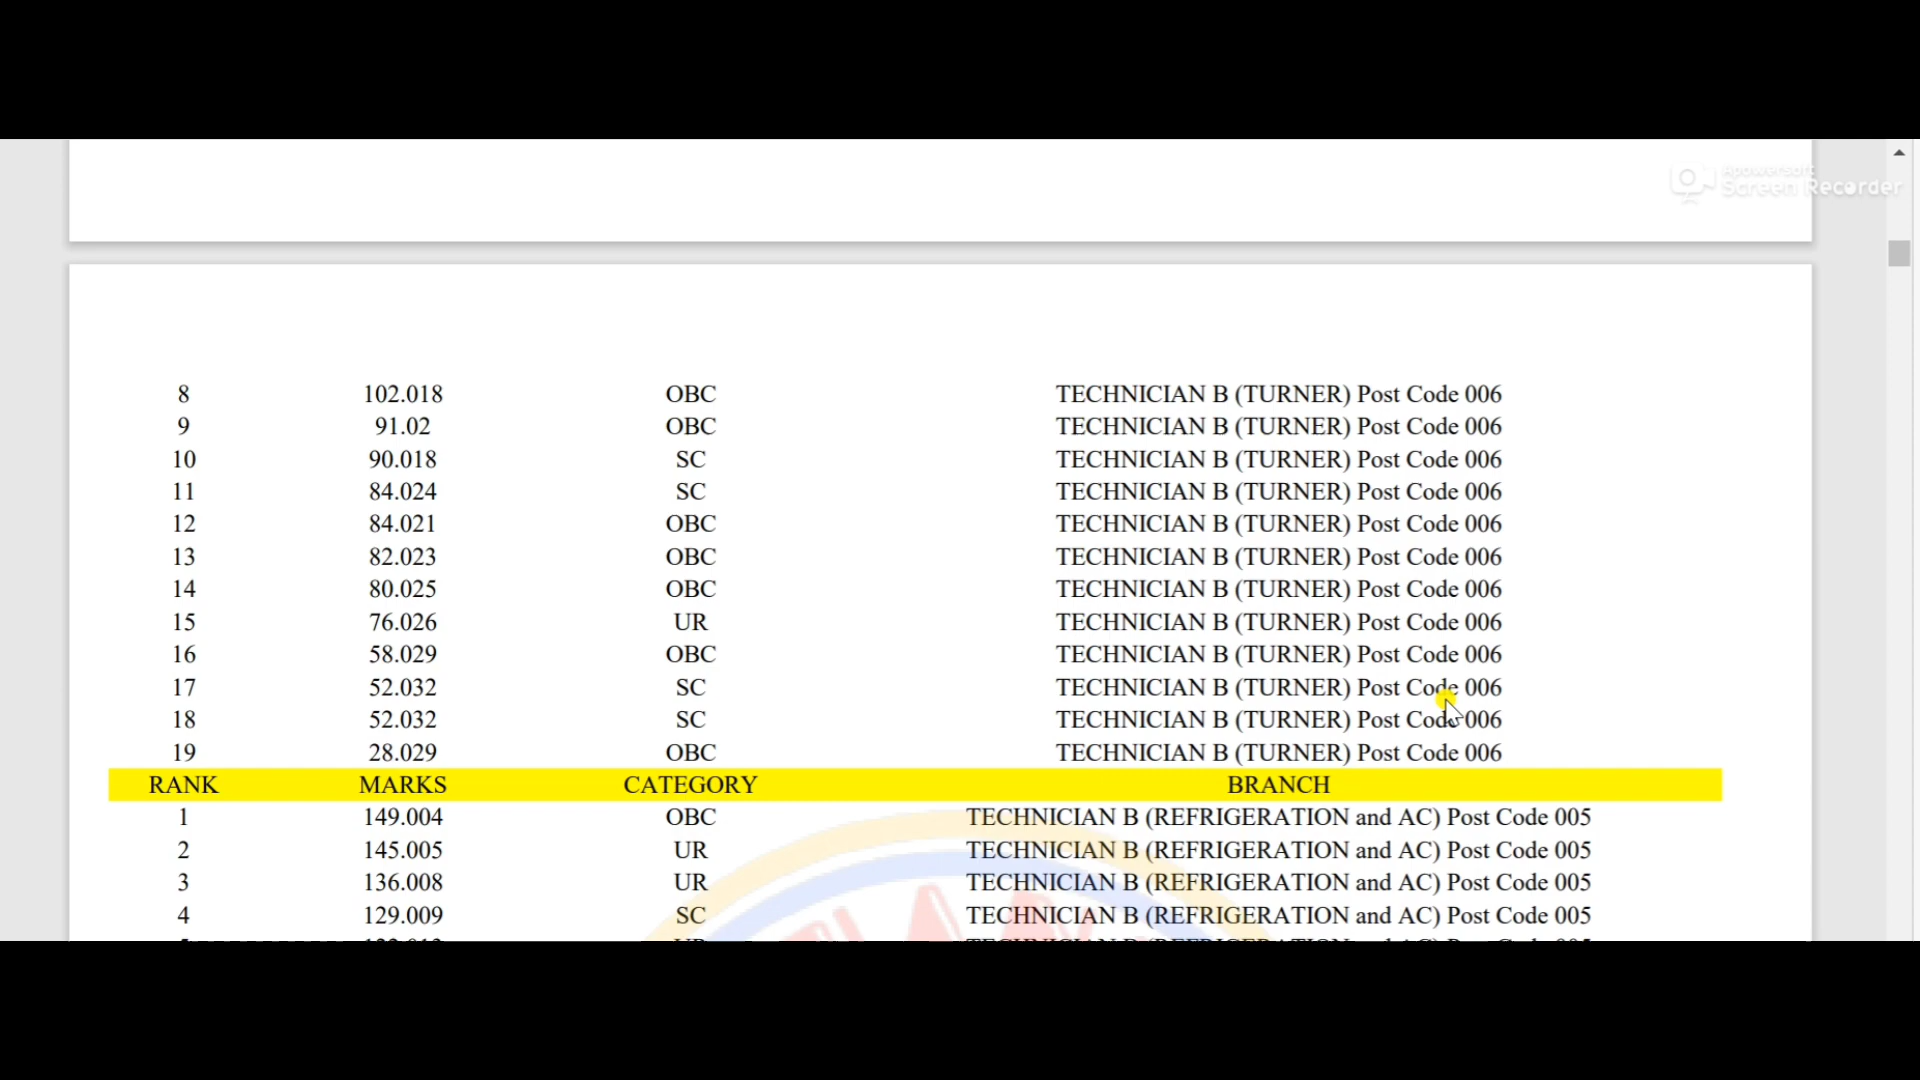 Apowersoft
Screen Recorder
8 102.018 OBC TECHNICIAN B (TURNER) Post Code 006
9 91.02 OBC TECHNICIAN B (TURNER) Post Code 006
10 90.018 SC TECHNICIAN B (TURNER) Post Code 006
11 84.024 SC TECHNICIAN B (TURNER) Post Code 006
12 84.021 OBC TECHNICIAN B (TURNER) Post Code 006
13 82.023 OBC TECHNICIAN B (TURNER) Post Code 006
14 80.025 OBC TECHNICIAN B (TURNER) Post Code 006
15 76.026 UR TECHNICIAN B (TURNER) Post Code 006
16 58.029 OBC TECHNICIAN B (TURNER) Post Code 006
17 52.032 SC TECHNICIAN B (TURNER) Post Code 006
18 52.032 SC TECHNICIAN B (TURNER) Post Code 006
19 28.029 OBC TECHNICIAN B (TURNER) Post Code 006
RANK MARKS CATEGORY BRANCH
1 149.004 OBC TECHNICIAN B (REFRIGERATION and AC) Post Code 005
2 145.005 UR TECHNICIAN B (REFRIGERATION and AC) Post Code 005
3 136.008 UR TECHNICIAN B (REFRIGERATION and AC) Post Code 005
4 129.009 SC TECHNICIAN B (REFRIGERATION and AC) Post Code 005